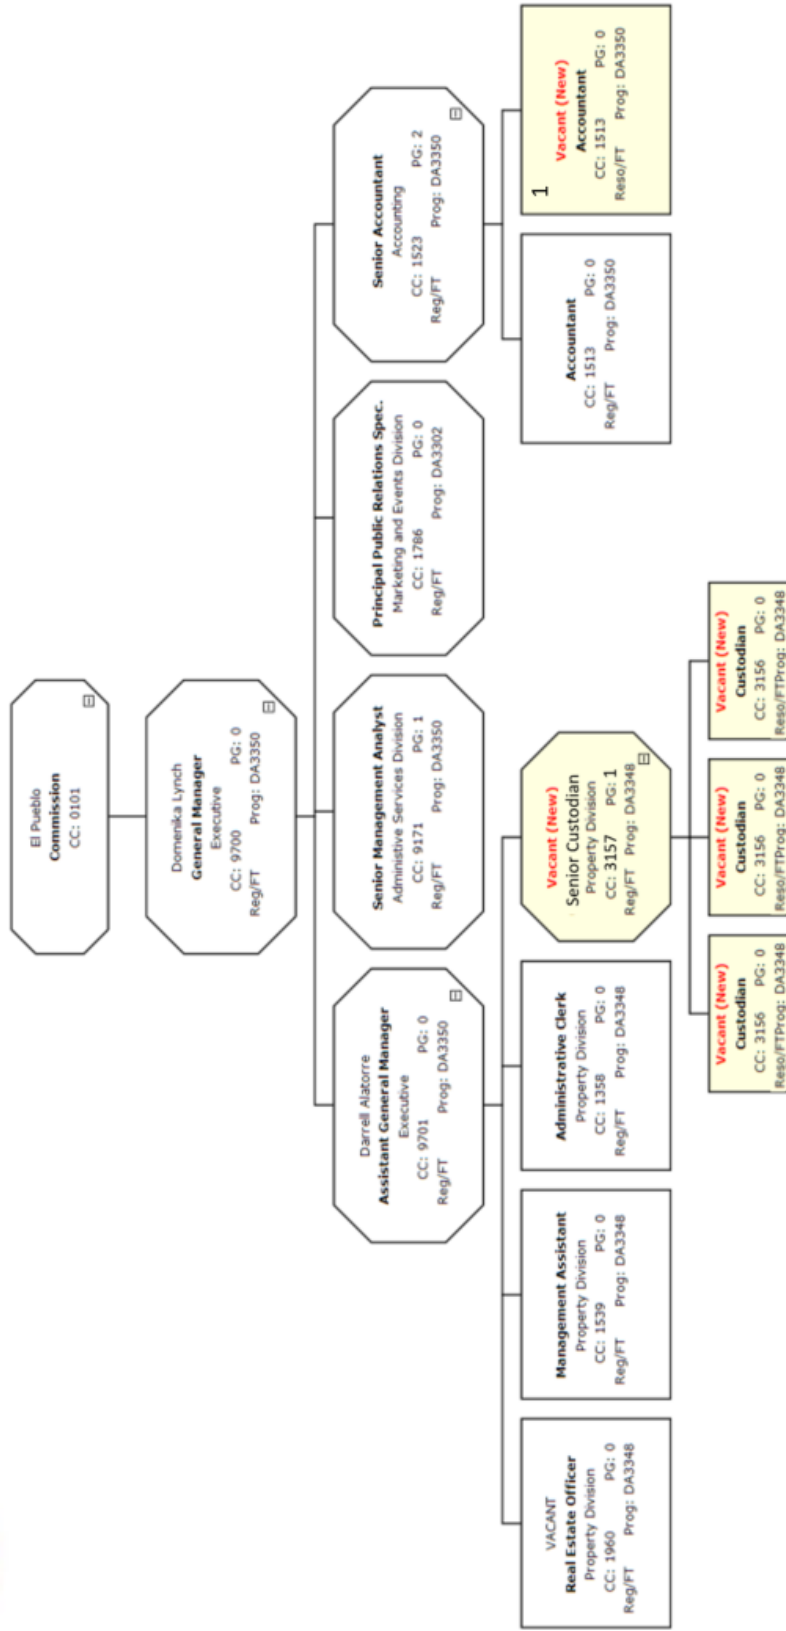 El Pueblo
Commission
CC: 0101
Domenika Lynch
General Manager
Executive
CC: 9700 PG: 0
Reg/FT Prog: DA3350
Darrell Alatorre
Assistant General Manager
Executive
CC: 9701 PG: 0
Reg/FT Prog: DA3350
Senior Management Analyst
Administive Services Division
CC: 9171 PG: 1
Reg/FT Prog: DA3350
Principal Public Relations Spec.
Marketing and Events Division
CC: 1786 PG: 0
Reg/FT Prog: DA3302
Senior Accountant
Accounting
CC: 1523 PG: 2
Reg/FT Prog: DA3350
VACANT
Real Estate Officer
Property Division
CC: 1960 PG: 0
Reg/FT Prog: DA3348
Management Assistant
Property Division
CC: 1539 PG: 0
Reg/FT Prog: DA3348
Administrative Clerk
Property Division
CC: 1358 PG: 0
Reg/FT Prog: DA3348
Vacant (New)
Senior Custodian
Property Division
CC: 3157 PG: 1
Reg/FT Prog: DA3348
Accountant
CC: 1513 PG: 0
Reg/FT Prog: DA3350
1
Vacant (New)
Accountant
CC: 1513 PG: 0
Reso/FT Prog: DA3350
Vacant (New)
Custodian
CC: 3156 PG: 0
Reso/FTProg: DA3348
Vacant (New)
Custodian
CC: 3156 PG: 0
Reso/FTProg: DA3348
Vacant (New)
Custodian
CC: 3156 PG: 0
Reso/FTProg: DA3348